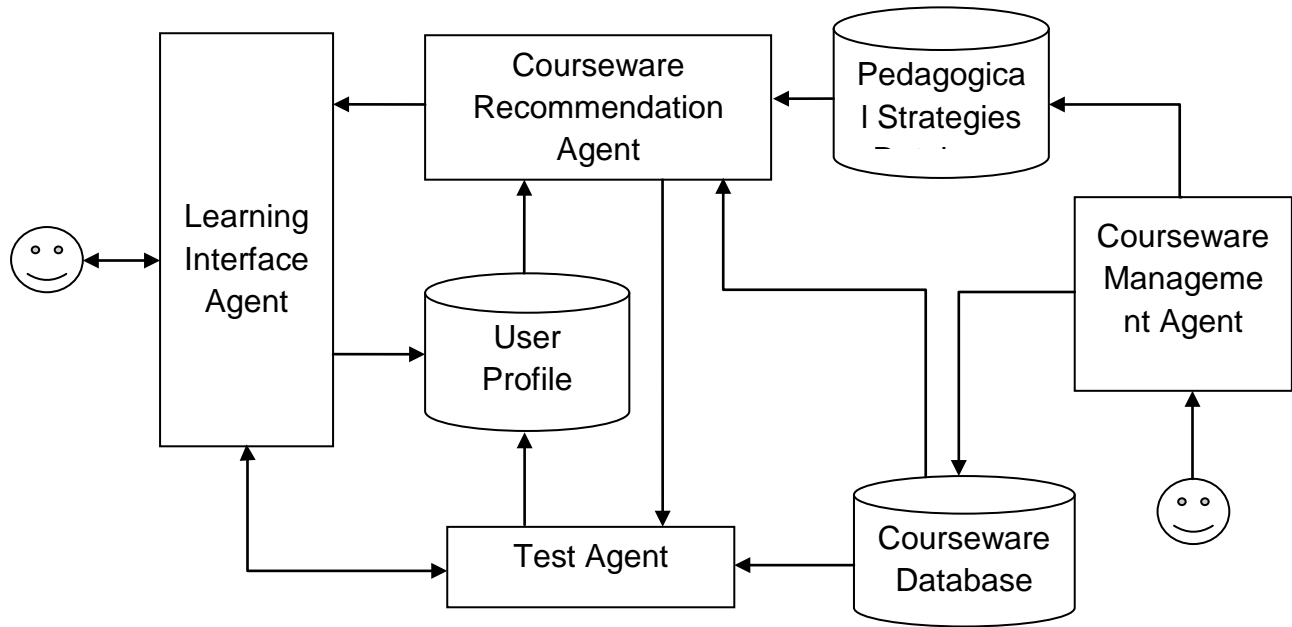 Courseware
Recommendation
Agent
Pedagogica
l Strategies
Learning
Interface
Agent
Courseware
Manageme
nt Agent
User
Profile
Test Agent
Courseware
Database